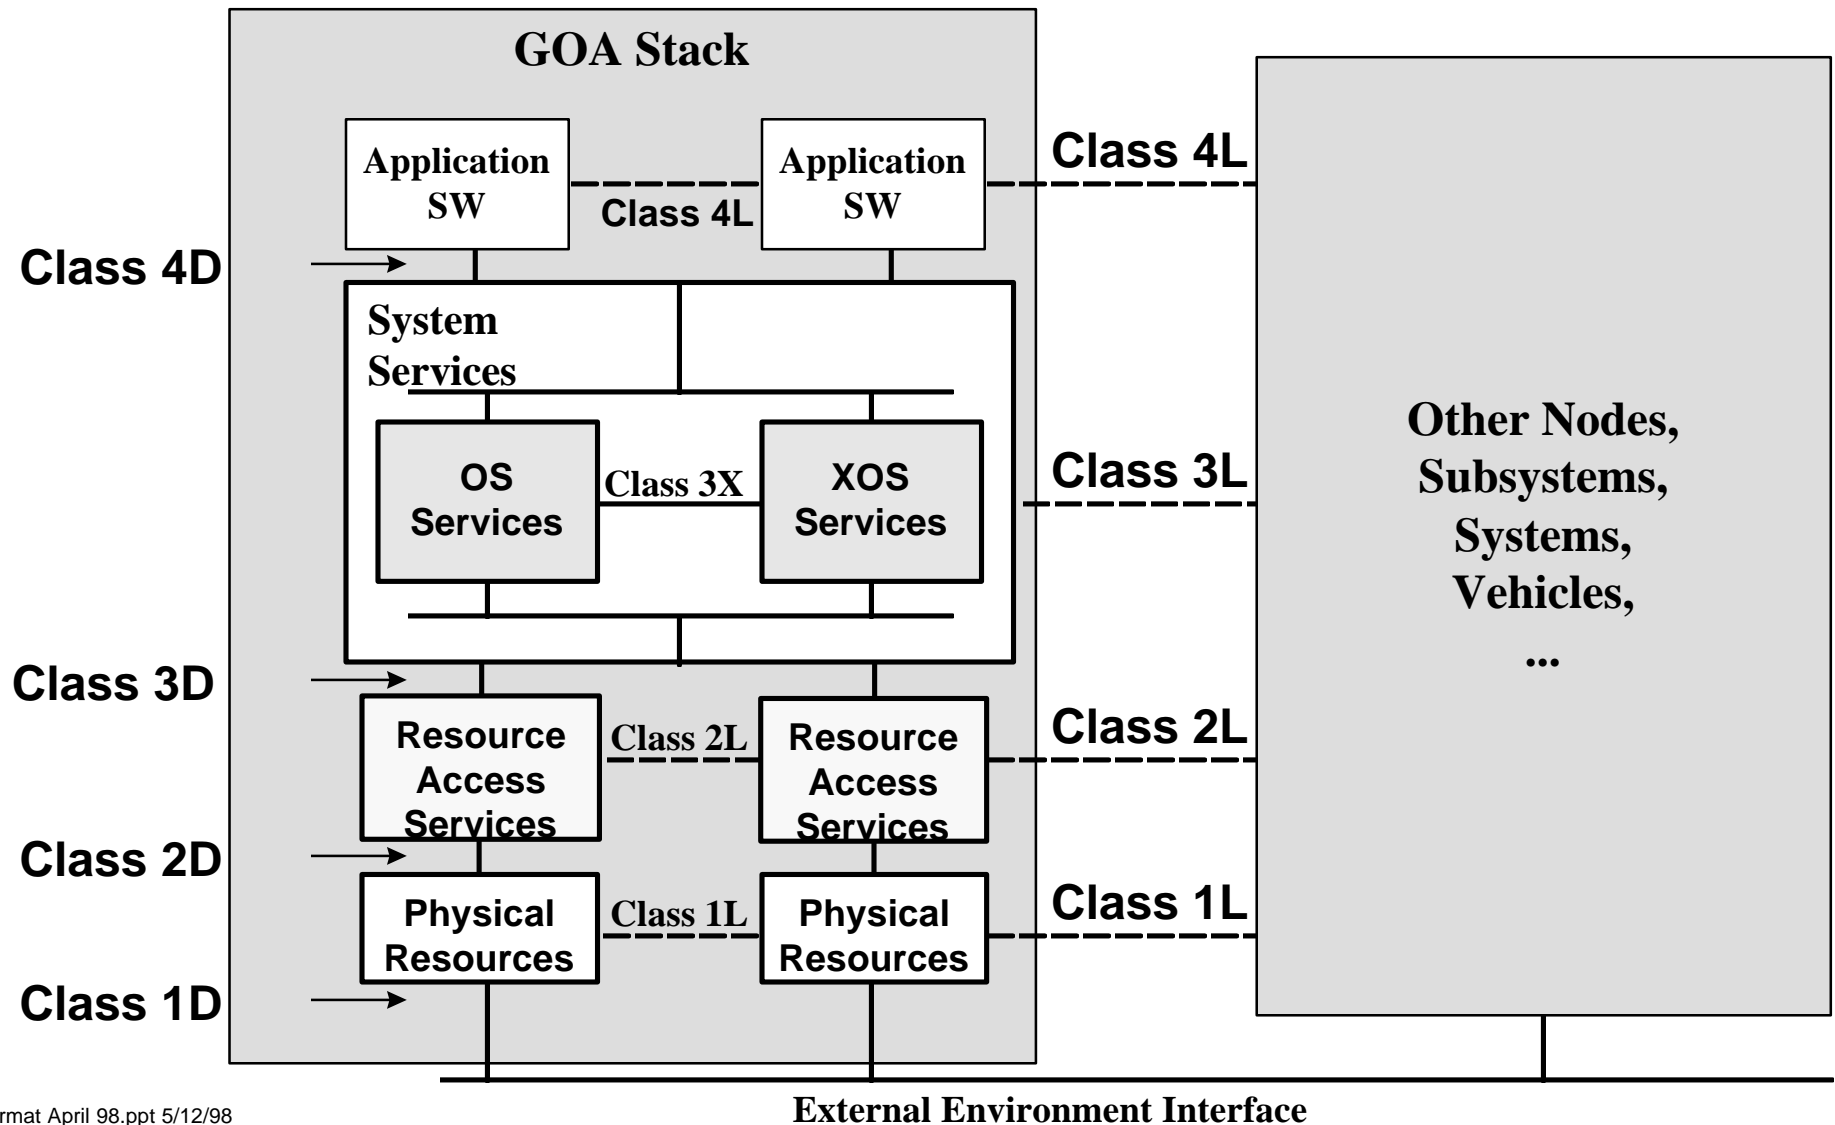 GOA Stack
Application
SW
Class 4L
Application
SW
Class 4L
Class 4D
System
Services
OS
Services
Class 3X
XOS
Services
Class 3L
Other Nodes,
Subsystems,
Systems,
Vehicles,
...
Class 3D
Resource
Access
Services
Class 2L
Resource
Access
Services
Class 2L
Class 2D
Physical
Resources
Class 1L
Physical
Resources
Class 1L
Class 1D
External Environment Interface
rmat April 98.ppt 5/12/98